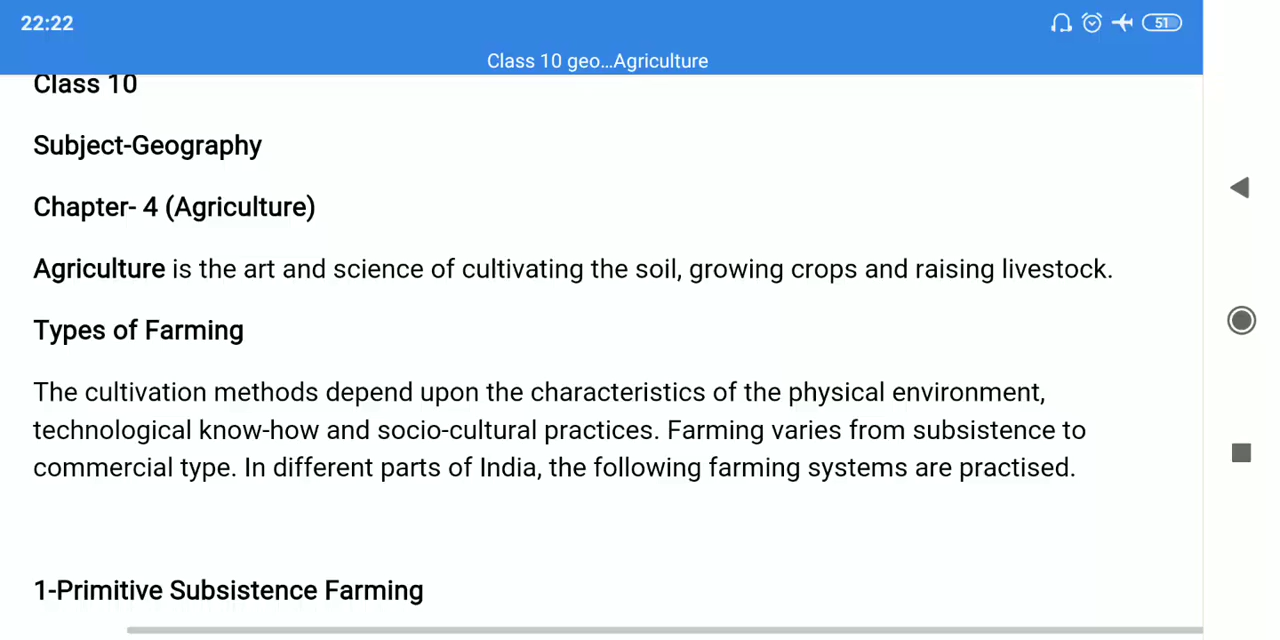 22:22
51
Class 10 geo...Agriculture
Class 10
Subject-Geography
Chapter- 4 (Agriculture)
Agriculture is the art and science of cultivating the soil, growing crops and raising livestock.
Types of Farming
The cultivation methods depend upon the characteristics of the physical environment,
technological know-how and socio-cultural practices. Farming varies from subsistence to
commercial type. In different parts of India, the following farming systems are practised.
1-Primitive Subsistence Farming